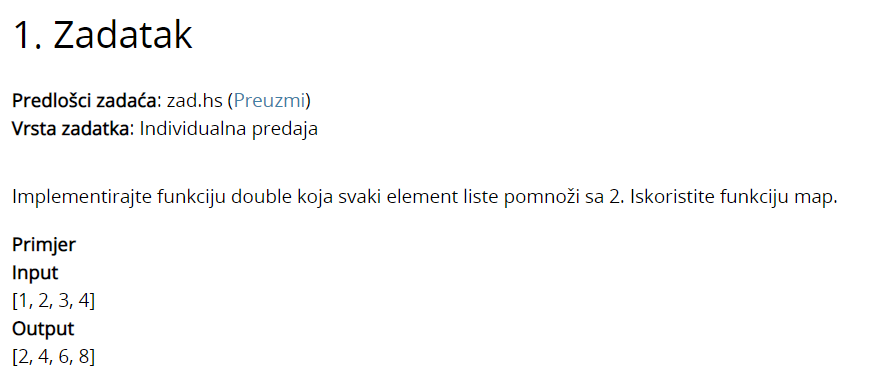 1. Zadatak
Predlošci zadaća: zad.hs (Preuzmi)
Vrsta zadatka: Individualna predaja
Implementirajte funkciju double koja svaki element liste pomnoži sa 2. Iskoristite funkciju map.
Primjer
Input
[1, 2, 3, 4]
Output
[2, 4, 6, 8]